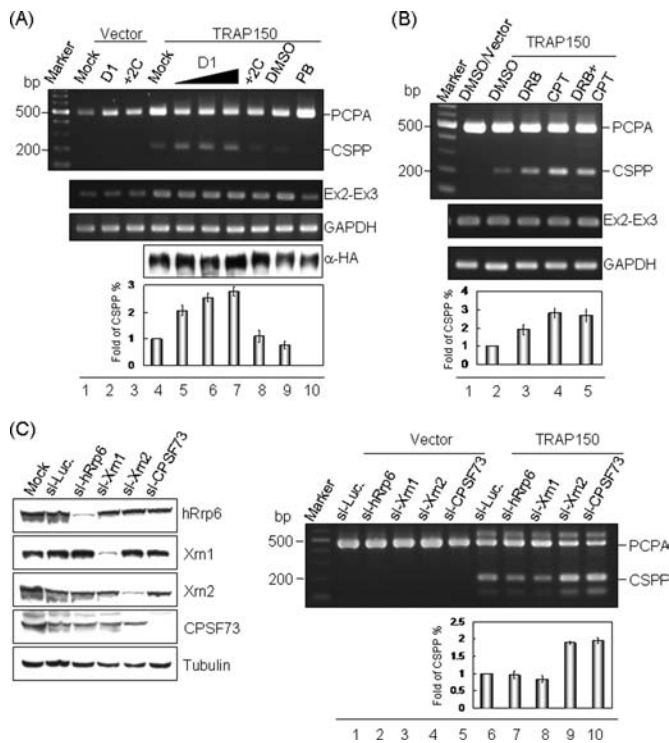 (A)
Vector
TRAP150
Marker
Mock
D1
+2C
Mock
D1
+2C
DMSO
PB
bp
500
200
PCPA
CSPP
Ex2-Ex3
GAPDH
α-HA
Fold of CSPP %
3
2
1
0
1 2 3 4 5 6 7 8 9 10
(B)
TRAP150
Marker
DMSO/Vector
DMSO
DRB
CPT
DRB+
CPT
bp
500
200
PCPA
CSPP
Ex2-Ex3
GAPDH
Fold of CSPP %
4
3
2
1
0
1 2 3 4 5
(C)
Mock
si-Luc.
si-hRrp6
si-Xrn1
si-Xrn2
si-CPSF73
hRrp6
Xrn1
Xrn2
CPSF73
Tubulin
Vector
TRAP150
Marker
si-Luc.
si-hRrp6
si-Xrn1
si-Xrn2
si-CPSF73
si-Luc.
si-hRrp6
si-Xrn1
si-Xrn2
si-CPSF73
bp
500
200
PCPA
CSPP
Fold of CSPP %
2.5
2
1.5
1
0.5
0
1 2 3 4 5 6 7 8 9 10